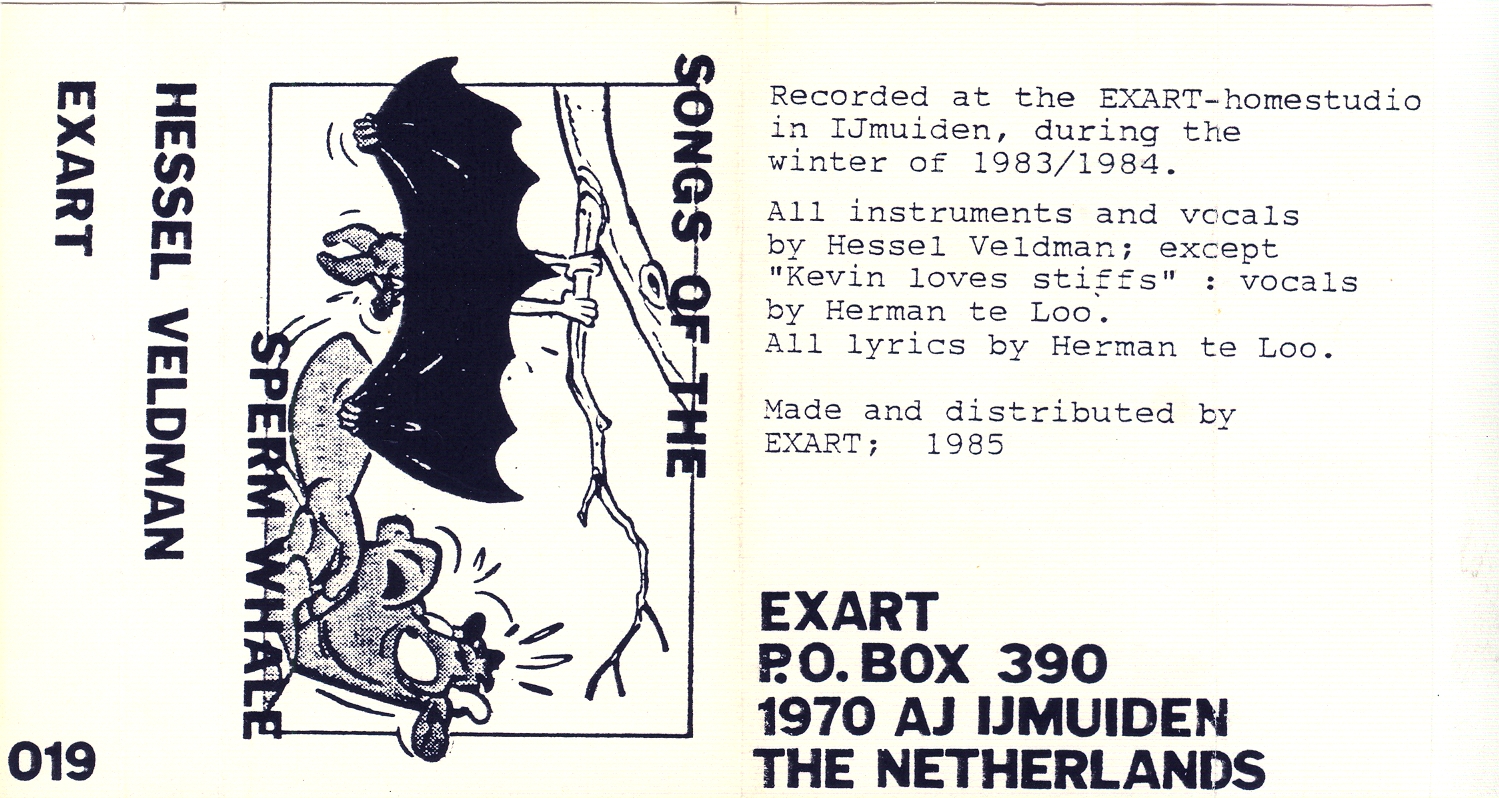 EXART
HESSEL VELDMAN
019
SONGS OF THE
SPERM WHALE
Recorded at the EXART-homestudio
in IJmuiden, during the
winter of 1983/1984.
All instruments and vocals
by Hessel Veldman; except
"Kevin loves stiffs" : vocals
by Herman te Loo.
All lyrics by Herman te Loo.
Made and distributed by
EXART; 1985
EXART
P.O. BOX 390
1970 AJ IJMUIDEN
THE NETHERLANDS